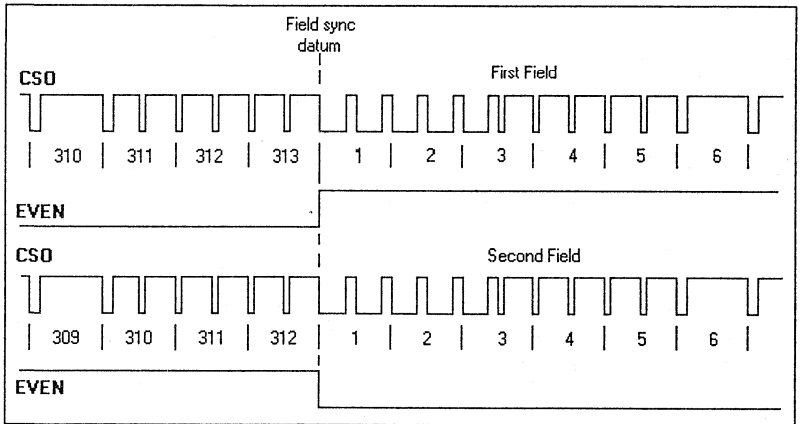 Field sync
datum
CSO
First Field
310 311 312 313 1 2 3 4 5 6
EVEN
CSO
Second Field
309 310 311 312 1 2 3 4 5 6
EVEN